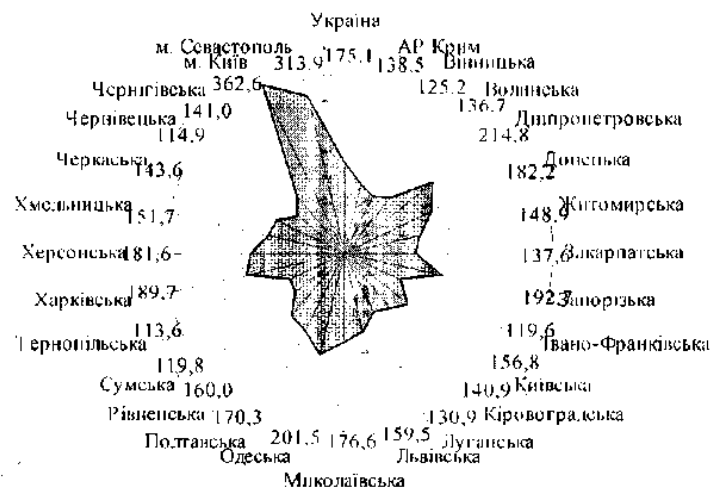 Україна
м. Севастополь
АР Крим
м. Київ
313.9
175.1
138.5
Вінницька
Чернігівська
362,6
125.2
Волинська
141,0
136.7
Чернівецька
114.9
214,8
Дніпропетровська
Черкаська
143,6
182,2
Донецька
Хмельницька
151,7
148,9
Житомирська
Херсонська
181,6
137,6
Закарпатська
Харківська
189,7
192,3
Запорізька
Тернопільська
113,6
119,6
Івано-Франківська
119,8
156,8
Сумська
160,0
140,9
Київська
Рівненська
170,3
130,9
Кіровоградська
Полтавська
201,5
176,6
159,5
Луганська
Одеська
Львівська
Миколаївська